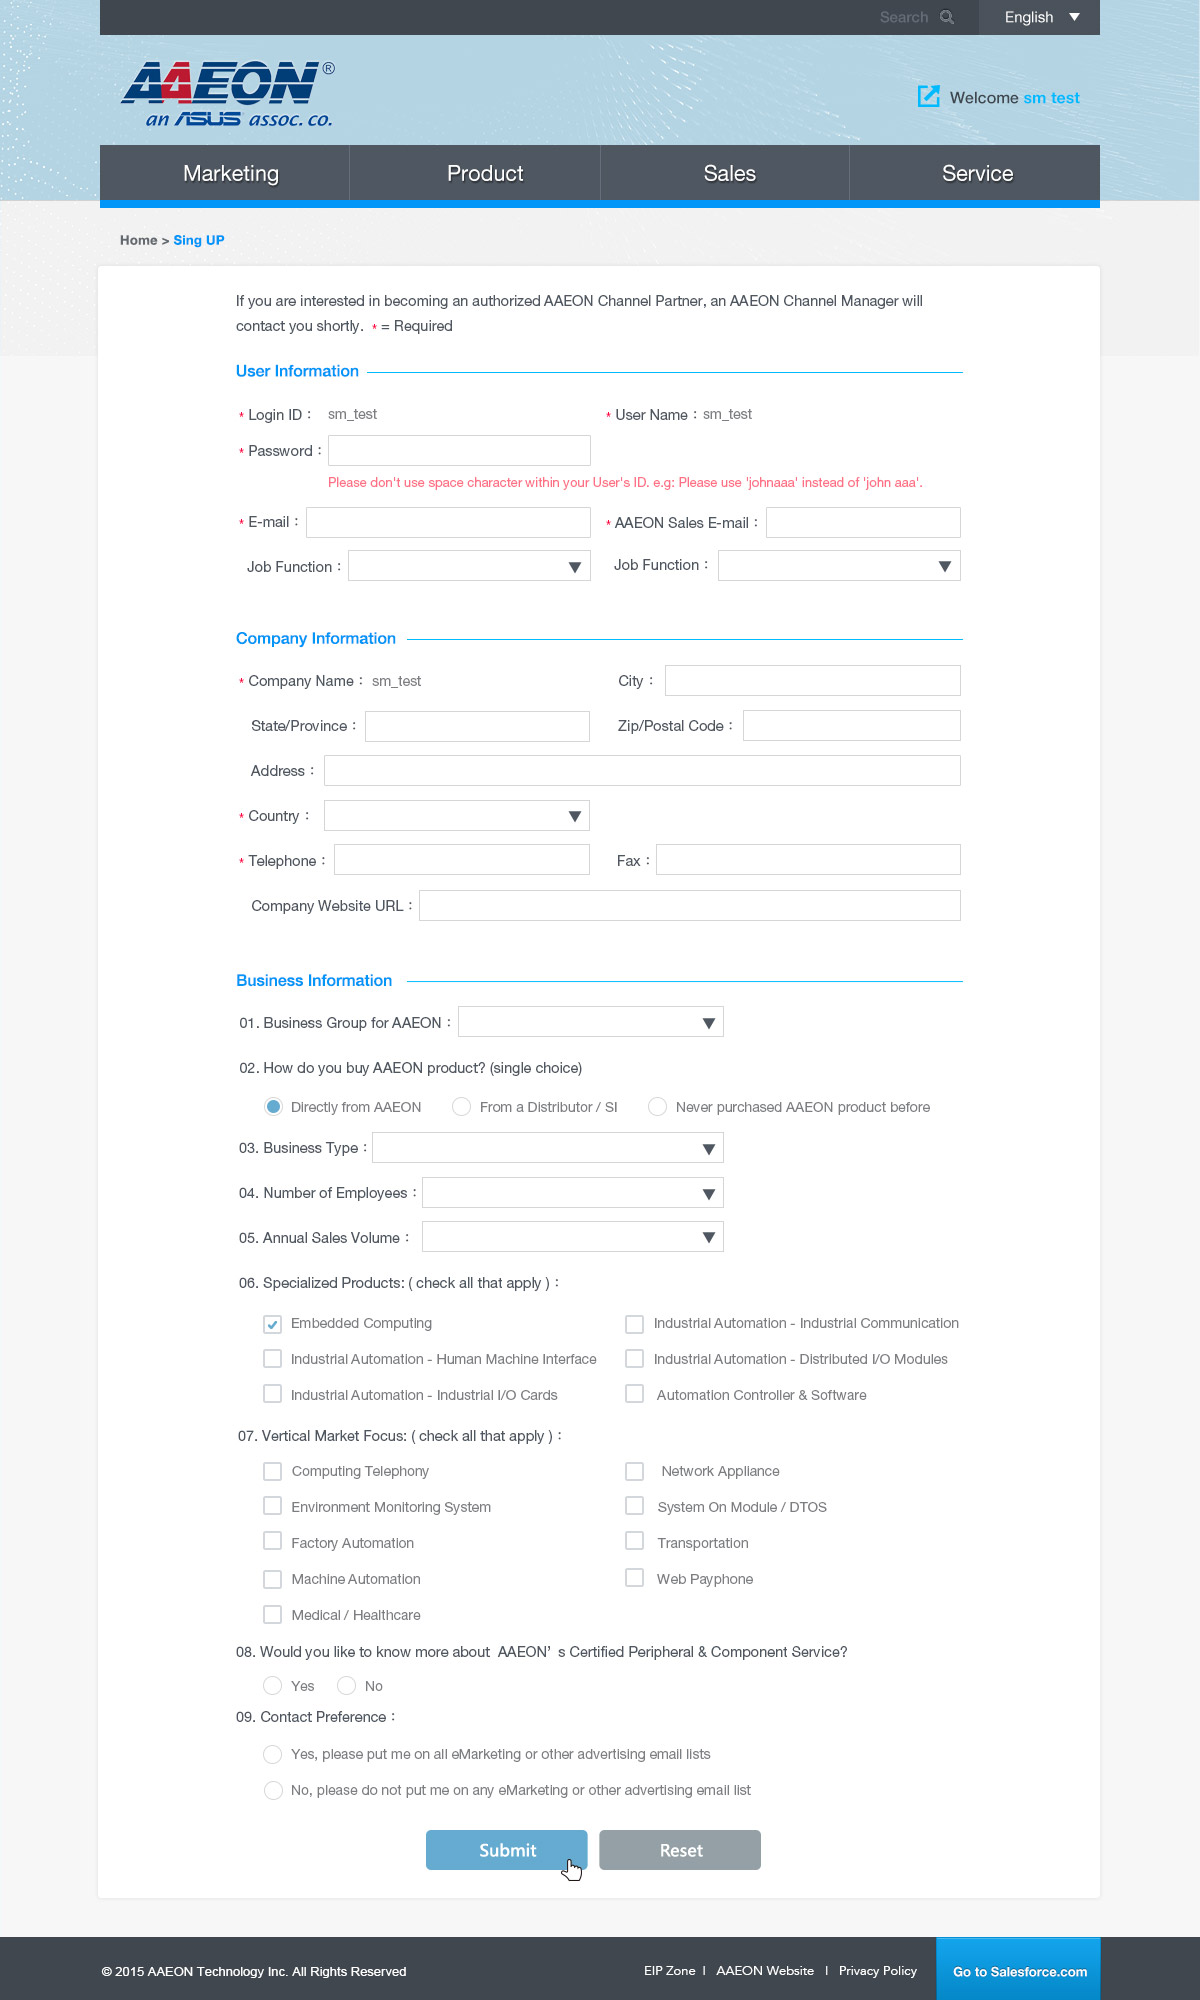 Search English
AAEON®
an ASUS assoc. co.
Welcome sm test
Marketing Product Sales Service
Home > Sing UP
If you are interested in becoming an authorized AAEON Channel Partner, an AAEON Channel Manager will
contact you shortly. * = Required
User Information
* Login ID： sm_test * User Name：sm_test
* Password：
Please don't use space character within your User's ID. e.g: Please use 'johnaaa' instead of 'john aaa'.
* E-mail： * AAEON Sales E-mail：
Job Function： Job Function：
Company Information
* Company Name： sm_test City：
State/Province： Zip/Postal Code：
Address：
* Country：
* Telephone： Fax：
Company Website URL：
Business Information
01. Business Group for AAEON：
02. How do you buy AAEON product? (single choice)
Directly from AAEON From a Distributor / SI Never purchased AAEON product before
03. Business Type：
04. Number of Employees：
05. Annual Sales Volume：
06. Specialized Products: ( check all that apply )：
Embedded Computing Industrial Automation - Industrial Communication
Industrial Automation - Human Machine Interface Industrial Automation - Distributed I/O Modules
Industrial Automation - Industrial I/O Cards Automation Controller & Software
07. Vertical Market Focus: ( check all that apply )：
Computing Telephony Network Appliance
Environment Monitoring System System On Module / DTOS
Factory Automation Transportation
Machine Automation Web Payphone
Medical / Healthcare
08. Would you like to know more about AAEON’ s Certified Peripheral & Component Service?
Yes No
09. Contact Preference：
Yes, please put me on all eMarketing or other advertising email lists
No, please do not put me on any eMarketing or other advertising email list
Submit Reset
© 2015 AAEON Technology Inc. All Rights Reserved EIP Zone | AAEON Website | Privacy Policy Go to Salesforce.com